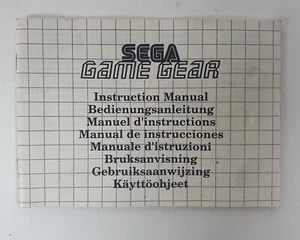 SEGA
GAME GEAR
Instruction Manual
Bedienungsanleitung
Manuel d'instructions
Manual de instrucciones
Manuale d'istruzioni
Bruksanvisning
Gebruiksaanwijzing
Käyttöohjeet